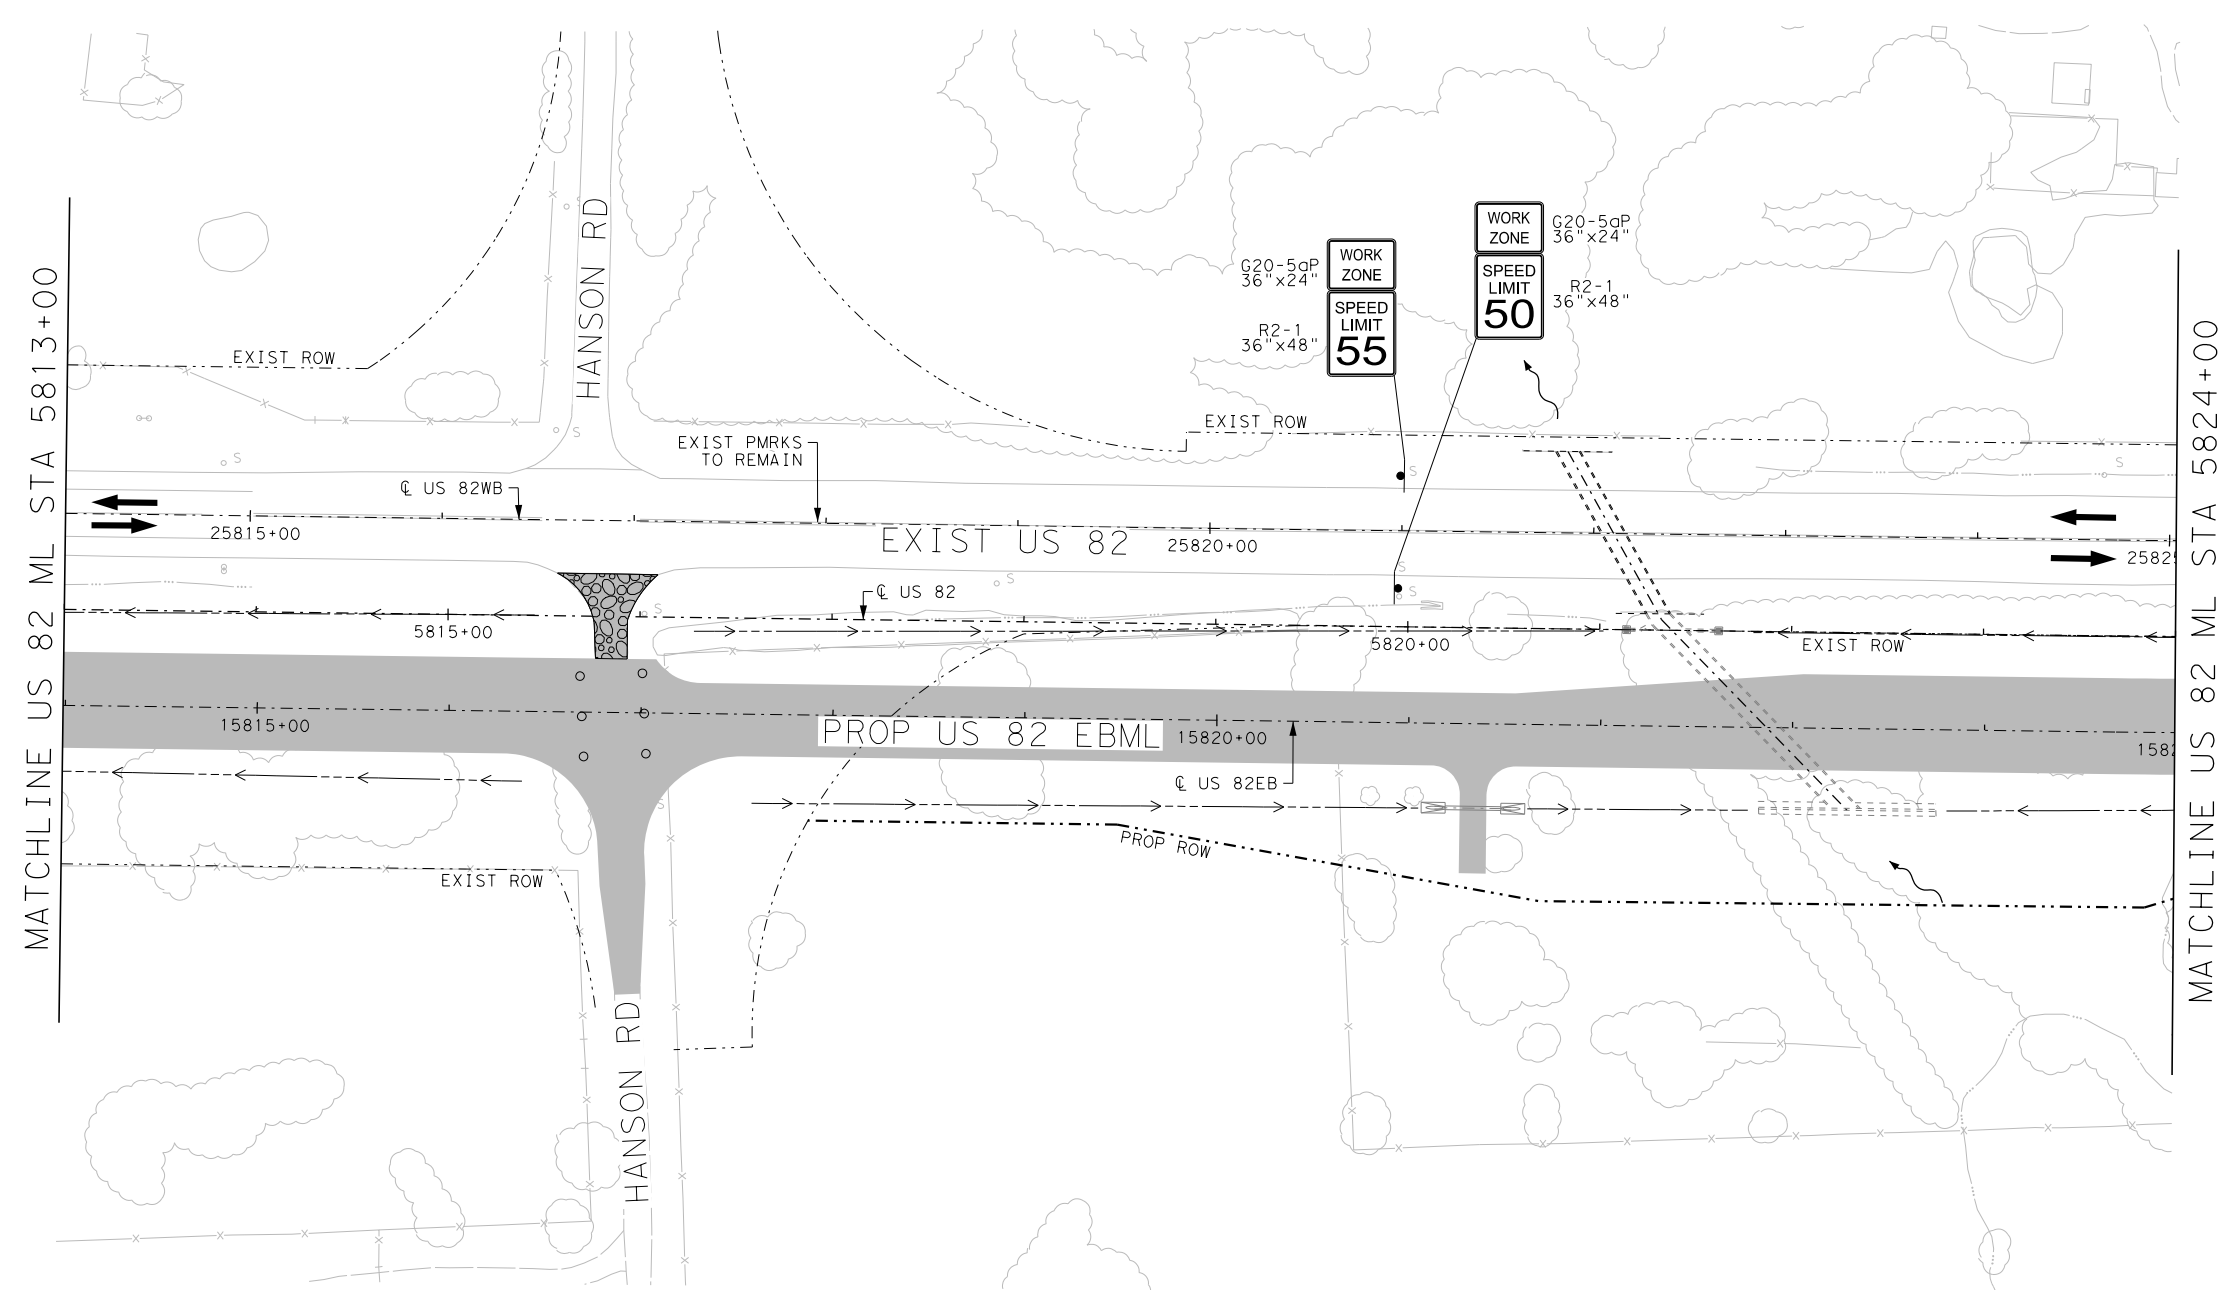 MATCHLINE US 82 ML STA 5813+00
HANSON RD
WORK
ZONE
SPEED
LIMIT
50
G20-5aP
36"x24"
R2-1
36"x48"
WORK
ZONE
SPEED
LIMIT
55
G20-5aP
36"x24"
R2-1
36"x48"
EXIST ROW
EXIST ROW
EXIST PMRKS
TO REMAIN
S
S
S
S
℄ US 82WB
25815+00
EXIST US 82
25820+00
25825
S
S
S
℄ US 82
5815+00
5820+00
EXIST ROW
15815+00
PROP US 82 EBML
15820+00
1582
℄ US 82EB
S
PROP ROW
EXIST ROW
HANSON RD
MATCHLINE US 82 ML STA 5824+00